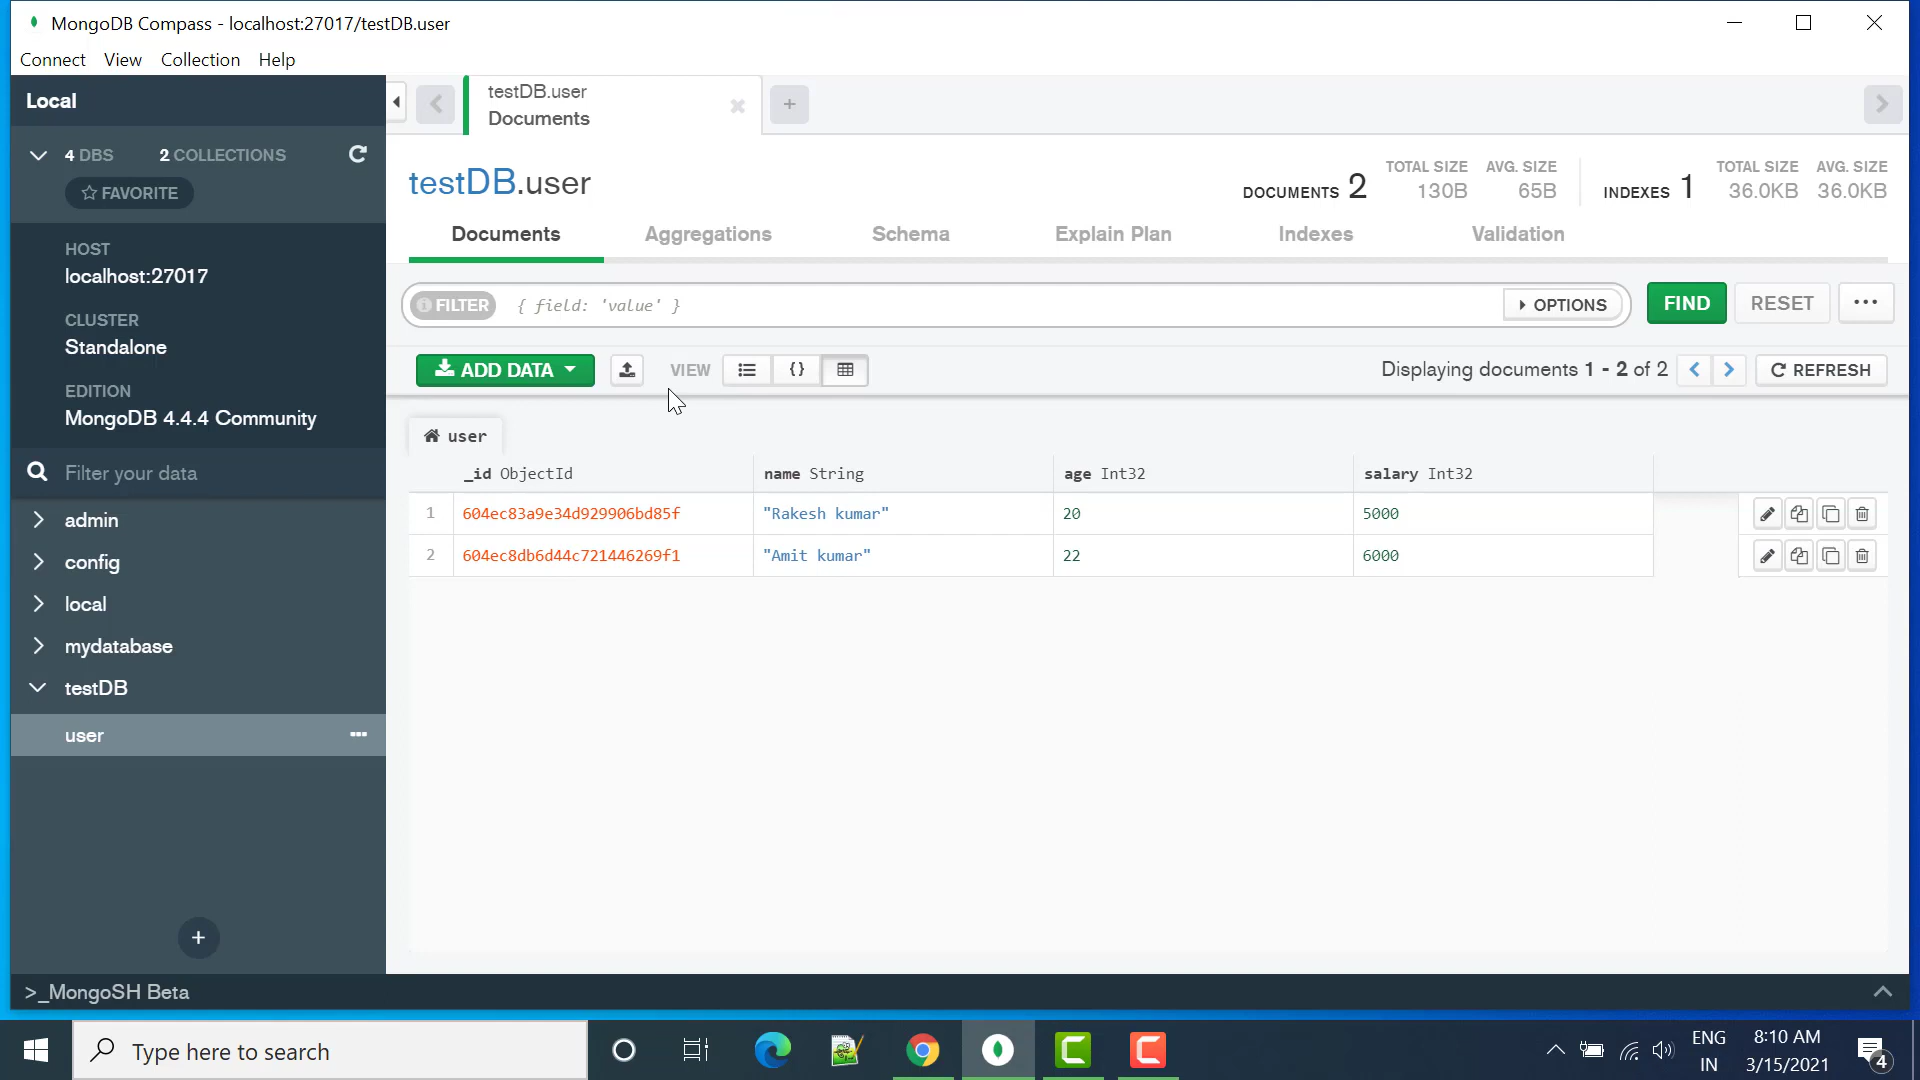 MongoDB Compass - localhost:27017/testDB.user
Connect View Collection Help
Local
4 DBS 2 COLLECTIONS
FAVORITE
HOST
localhost:27017
CLUSTER
Standalone
EDITION
MongoDB 4.4.4 Community
Filter your data
admin
config
local
mydatabase
testDB
user
testDB.user
Documents
testDB.user
DOCUMENTS 2 TOTAL SIZE 130B AVG. SIZE 65B INDEXES 1 TOTAL SIZE 36.0KB AVG. SIZE 36.0KB
Documents Aggregations Schema Explain Plan Indexes Validation
FILTER { field: 'value' } OPTIONS FIND RESET
ADD DATA VIEW {} Displaying documents 1 - 2 of 2 REFRESH
user
_id ObjectId name String age Int32 salary Int32
1 604ec83a9e34d929906bd85f "Rakesh kumar" 20 5000
2 604ec8db6d44c721446269f1 "Amit kumar" 22 6000
>_MongoSH Beta
Type here to search
ENG
IN
8:10 AM
3/15/2021
4